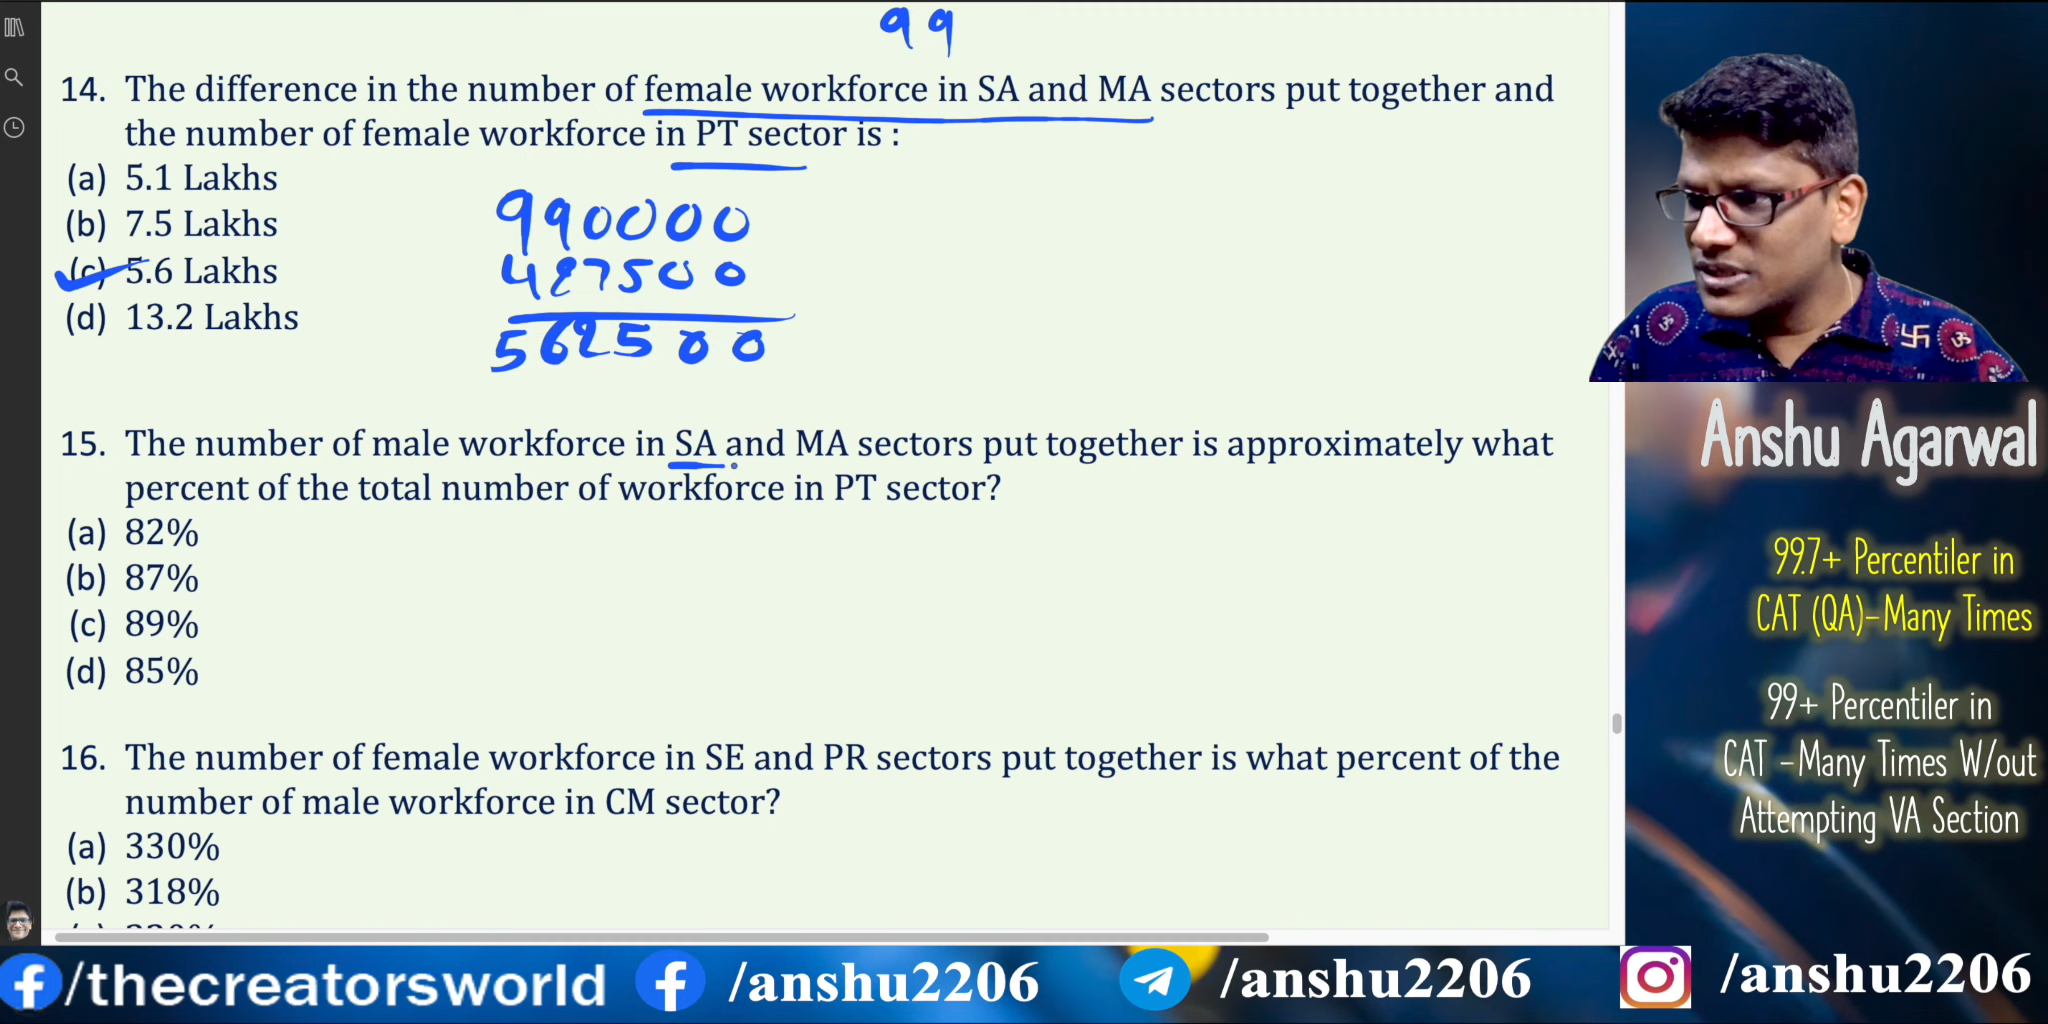 99
14. The difference in the number of female workforce in SA and MA sectors put together and
the number of female workforce in PT sector is :
(a) 5.1 Lakhs
(b) 7.5 Lakhs
(c) 5.6 Lakhs
(d) 13.2 Lakhs
990000
427500
562500
15. The number of male workforce in SA and MA sectors put together is approximately what
percent of the total number of workforce in PT sector?
(a) 82%
(b) 87%
(c) 89%
(d) 85%
16. The number of female workforce in SE and PR sectors put together is what percent of the
number of male workforce in CM sector?
(a) 330%
(b) 318%
Anshu Agarwal
99.7+ Percentiler in
CAT (QA)-Many Times
99+ Percentiler in
CAT -Many Times W/out
Attempting VA Section
/thecreatorsworld
/anshu2206
/anshu2206
/anshu2206